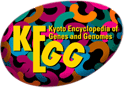 KEGG
Kyoto Encyclopedia of
Genes and Genomes